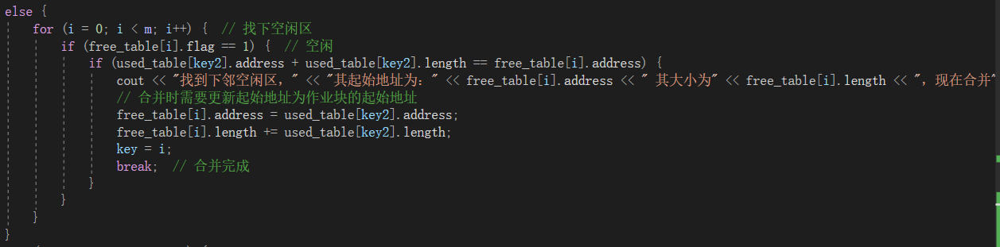 else {
for (i = 0; i < m; i++) {  // 找下空闲区
if (free_table[i].flag == 1) {  // 空闲
if (used_table[key2].address + used_table[key2].length == free_table[i].address) {
cout << "找到下邻空闲区，" << "其起始地址为：" << free_table[i].address << " 其大小为" << free_table[i].length << "，现在合并"
// 合并时需要更新起始地址为作业块的起始地址
free_table[i].address = used_table[key2].address;
free_table[i].length += used_table[key2].length;
key = i;
break;  // 合并完成
}
}
}
}